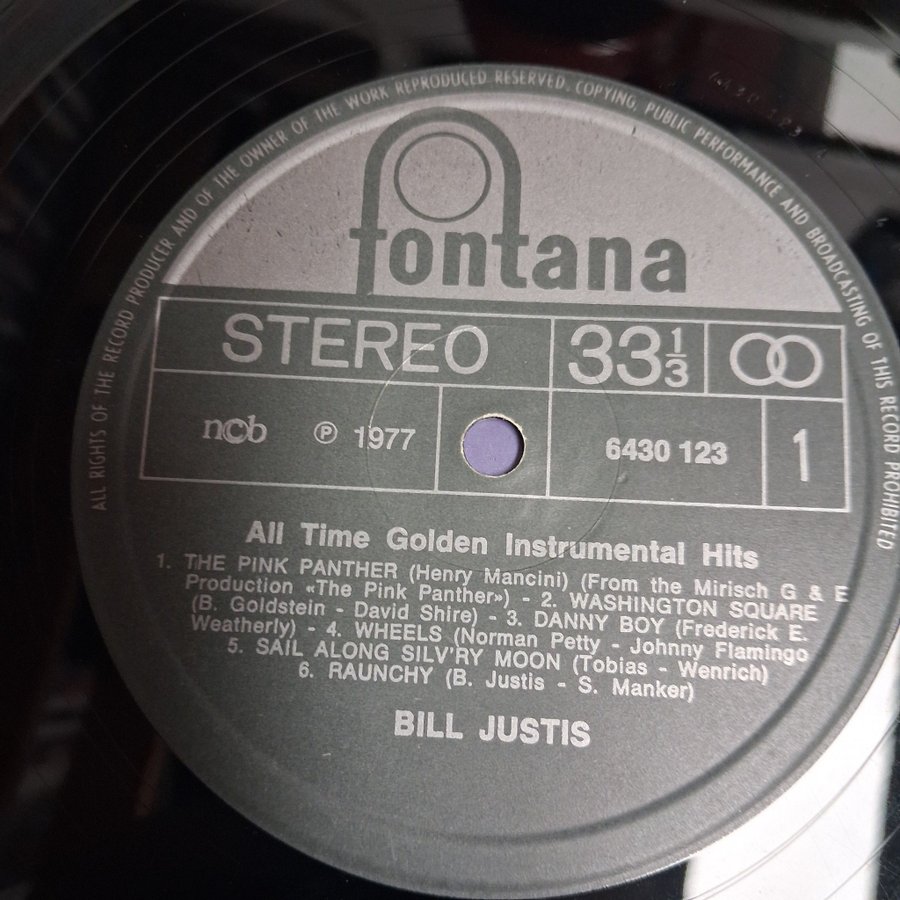 ALL RIGHTS OF THE RECORD PRODUCER AND OF THE OWNER OF THE WORK REPRODUCED RESERVED. COPYING, PUBLIC PERFORMANCE AND BROADCASTING OF THIS RECORD PROHIBITED
fontana
STEREO 33 1/3
ncb ℗ 1977 6430 123 1
All Time Golden Instrumental Hits
1. THE PINK PANTHER (Henry Mancini) (From the Mirisch G & E
Production «The Pink Panther») - 2. WASHINGTON SQUARE
(B. Goldstein - David Shire) - 3. DANNY BOY (Frederick E.
Weatherly) - 4. WHEELS (Norman Petty - Johnny Flamingo
5. SAIL ALONG SILV'RY MOON (Tobias - Wenrich)
6. RAUNCHY (B. Justis - S. Manker)
BILL JUSTIS